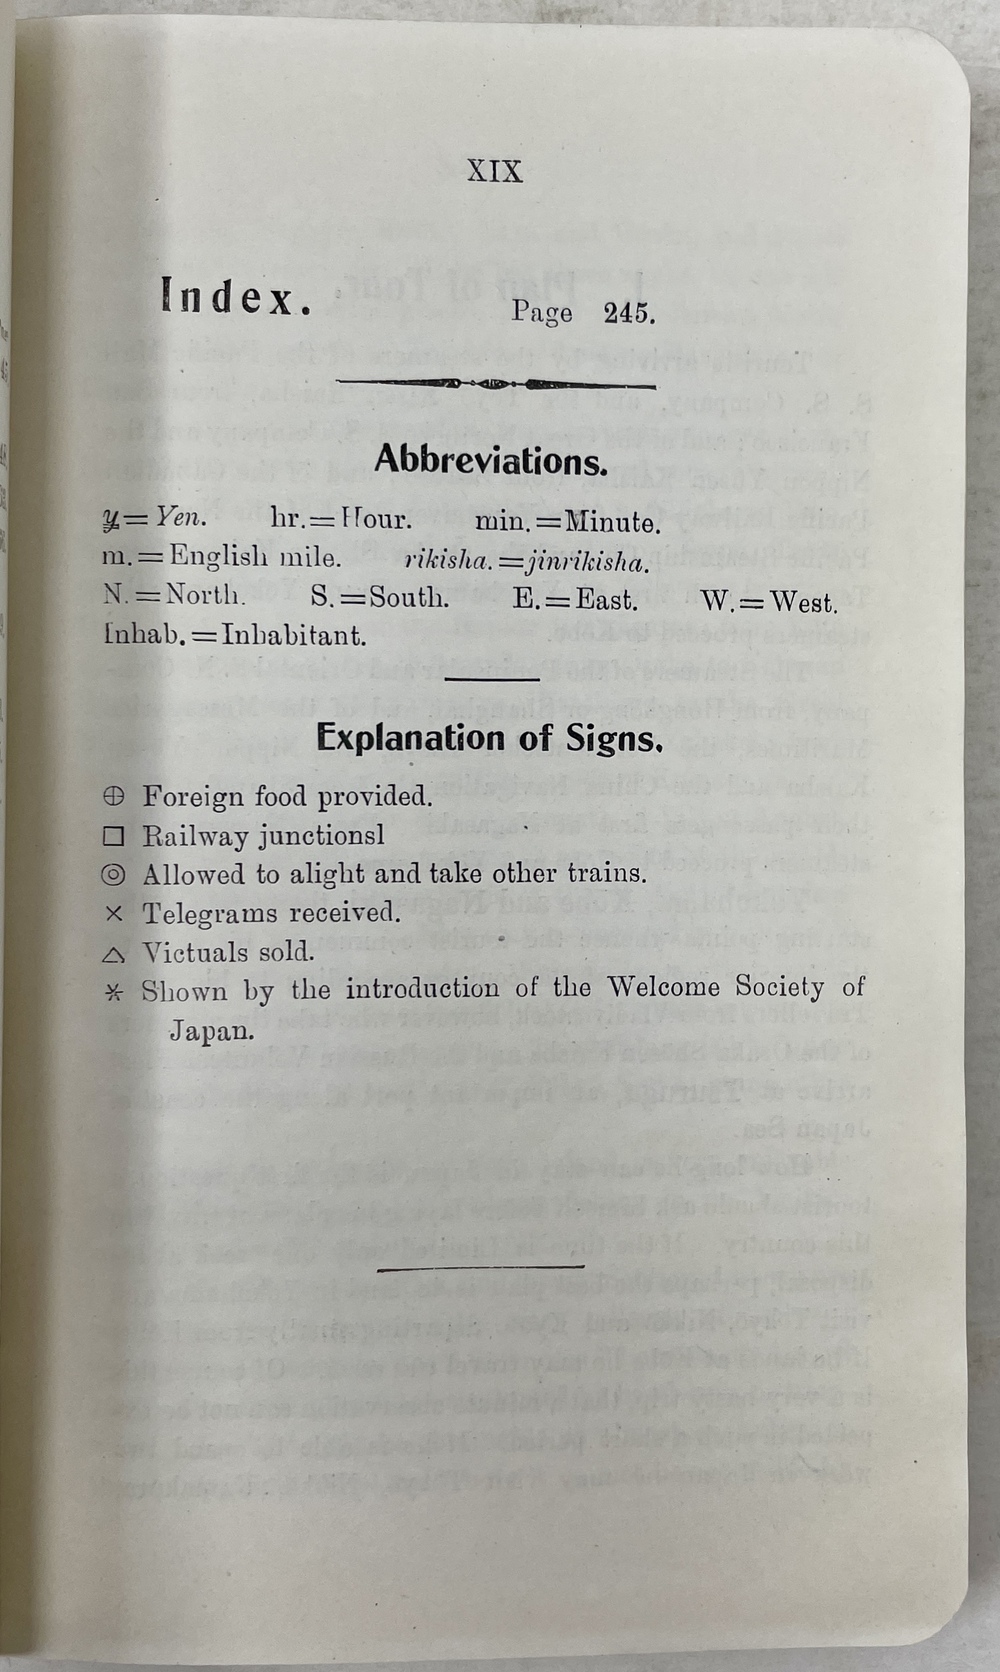 XIX
Index. Page 245.
Abbreviations.
y=Yen. hr.=Hour. min.=Minute.
m.=English mile. rikisha.=jinrikisha.
N.=North. S.=South. E.=East. W.=West.
Inhab.=Inhabitant.
Explanation of Signs.
⊕ Foreign food provided.
□ Railway junctionsl
◎ Allowed to alight and take other trains.
× Telegrams received.
△ Victuals sold.
* Shown by the introduction of the Welcome Society of
Japan.